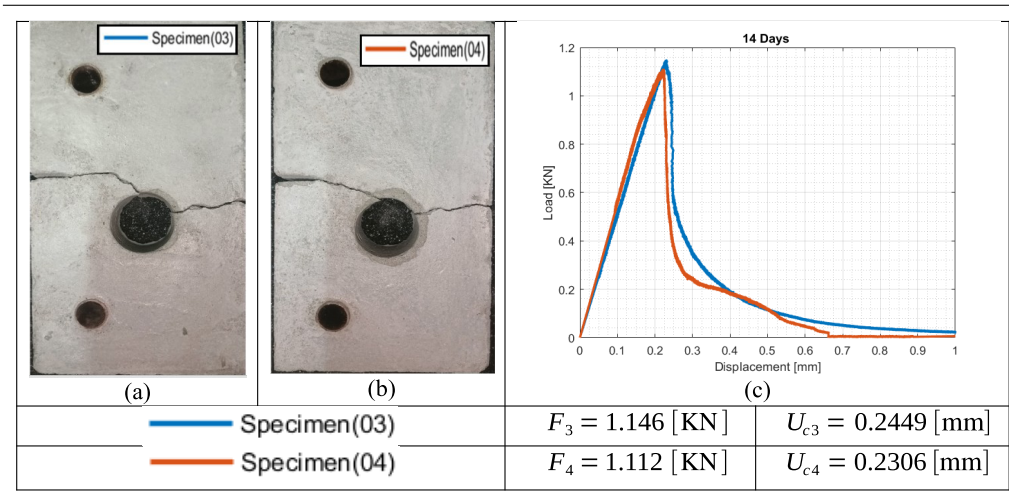 Specimen(03)
Specimen(04)
14 Days
1.2
1
0.8
0.6
0.4
0.2
0
Load [KN]
0 0.1 0.2 0.3 0.4 0.5 0.6 0.7 0.8 0.9 1
Displacement [mm]
(a)
(b)
(c)
Specimen(03)
F3 = 1.146 [KN]
Uc3 = 0.2449 [mm]
Specimen(04)
F4 = 1.112 [KN]
Uc4 = 0.2306 [mm]